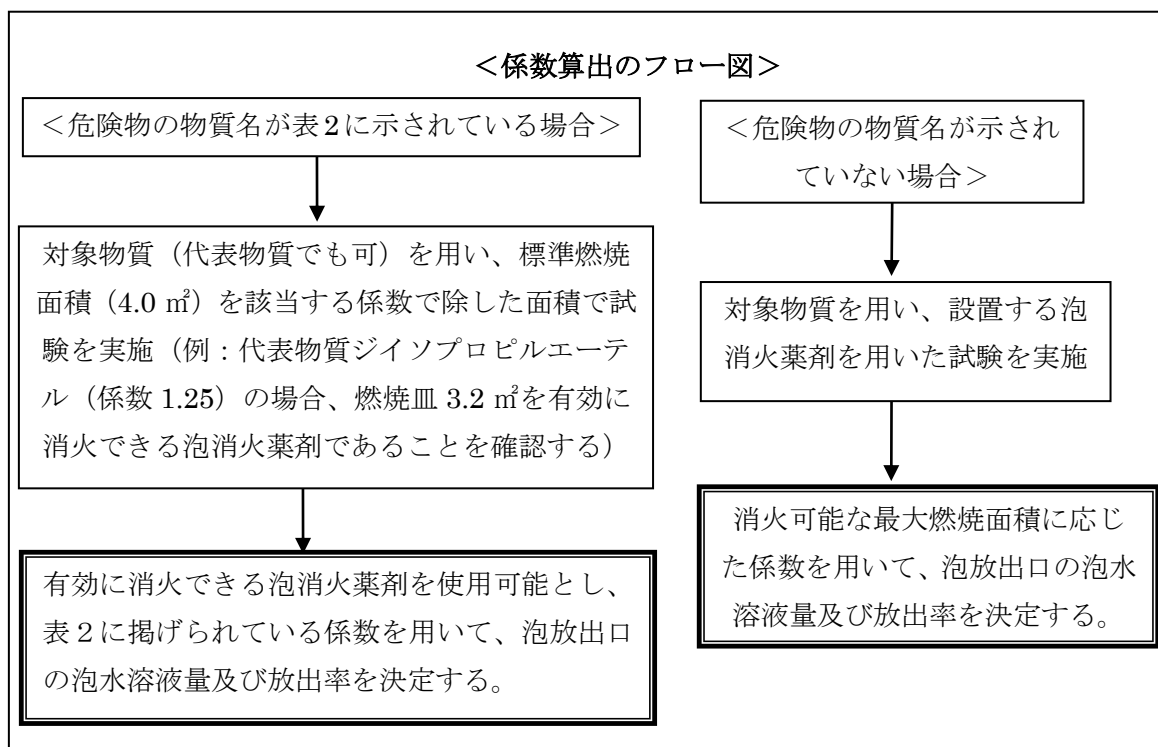 ＜係数算出のフロー図＞
＜危険物の物質名が表２に示されている場合＞
対象物質（代表物質でも可）を用い、標準燃焼
面積（4.0 ㎡）を該当する係数で除した面積で試
験を実施（例：代表物質ジイソプロピルエーテ
ル（係数 1.25）の場合、燃焼皿 3.2 ㎡を有効に
消火できる泡消火薬剤であることを確認する）
有効に消火できる泡消火薬剤を使用可能とし、
表２に掲げられている係数を用いて、泡放出口
の泡水溶液量及び放出率を決定する。
＜危険物の物質名が示され
ていない場合＞
対象物質を用い、設置する泡
消火薬剤を用いた試験を実施
消火可能な最大燃焼面積に応じ
た係数を用いて、泡放出口の泡水
溶液量及び放出率を決定する。